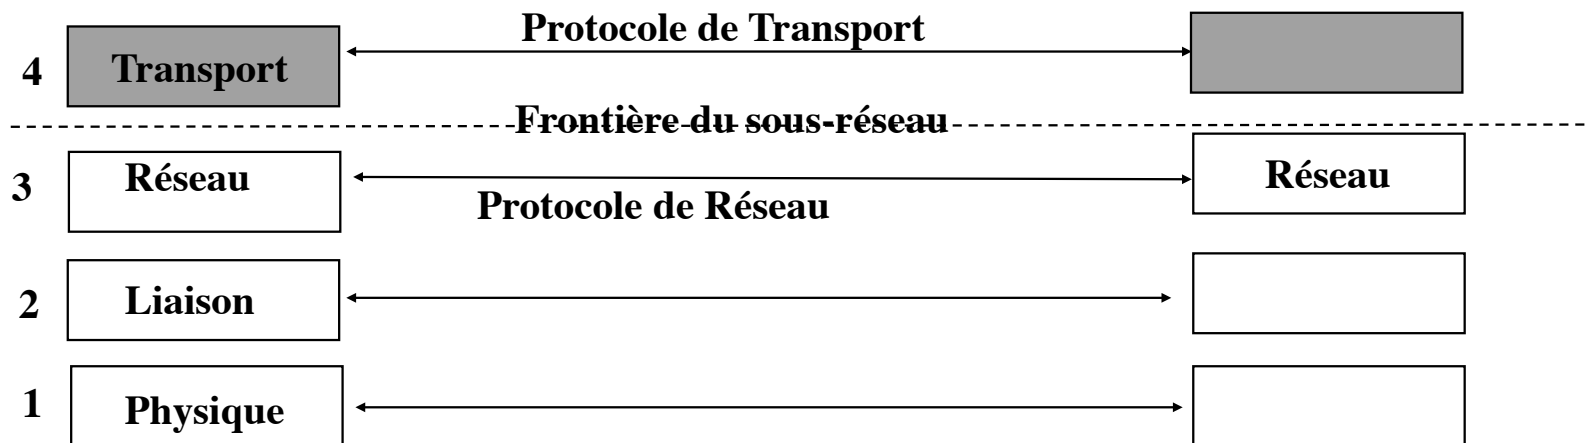 Protocole de Transport
4 Transport
Frontière du sous-réseau
3 Réseau Réseau
Protocole de Réseau
2 Liaison
1 Physique